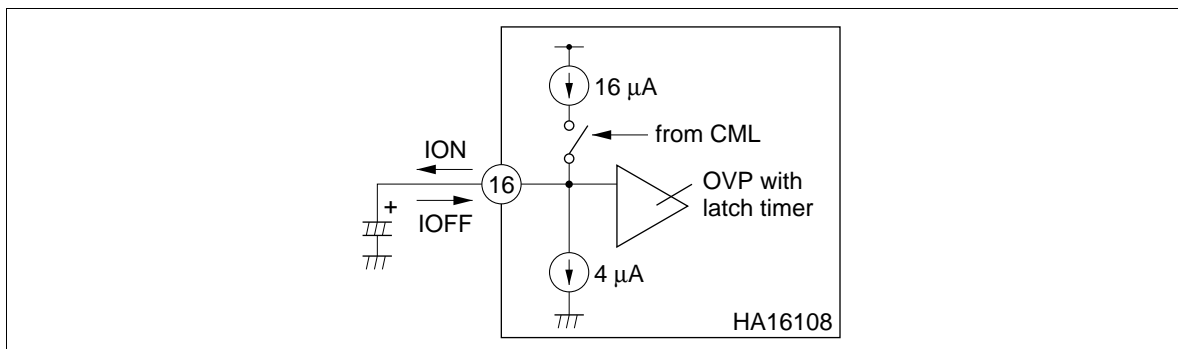 16 μA
from CML
ION
16
+
IOFF
OVP with
latch timer
4 μA
HA16108